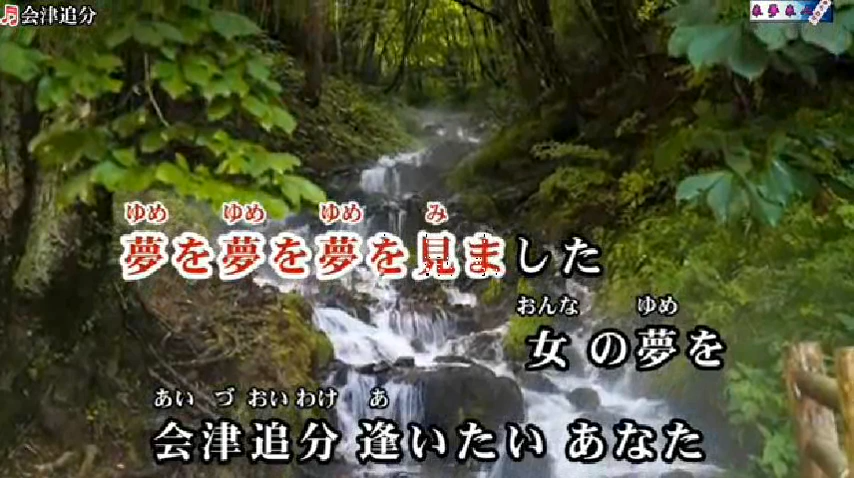 会津追分
ゆめ ゆめ ゆめ み
夢を夢を夢を見ました
おんな ゆめ
女の夢を
あい づ おい わけ あ
会津追分 逢いたい あなた